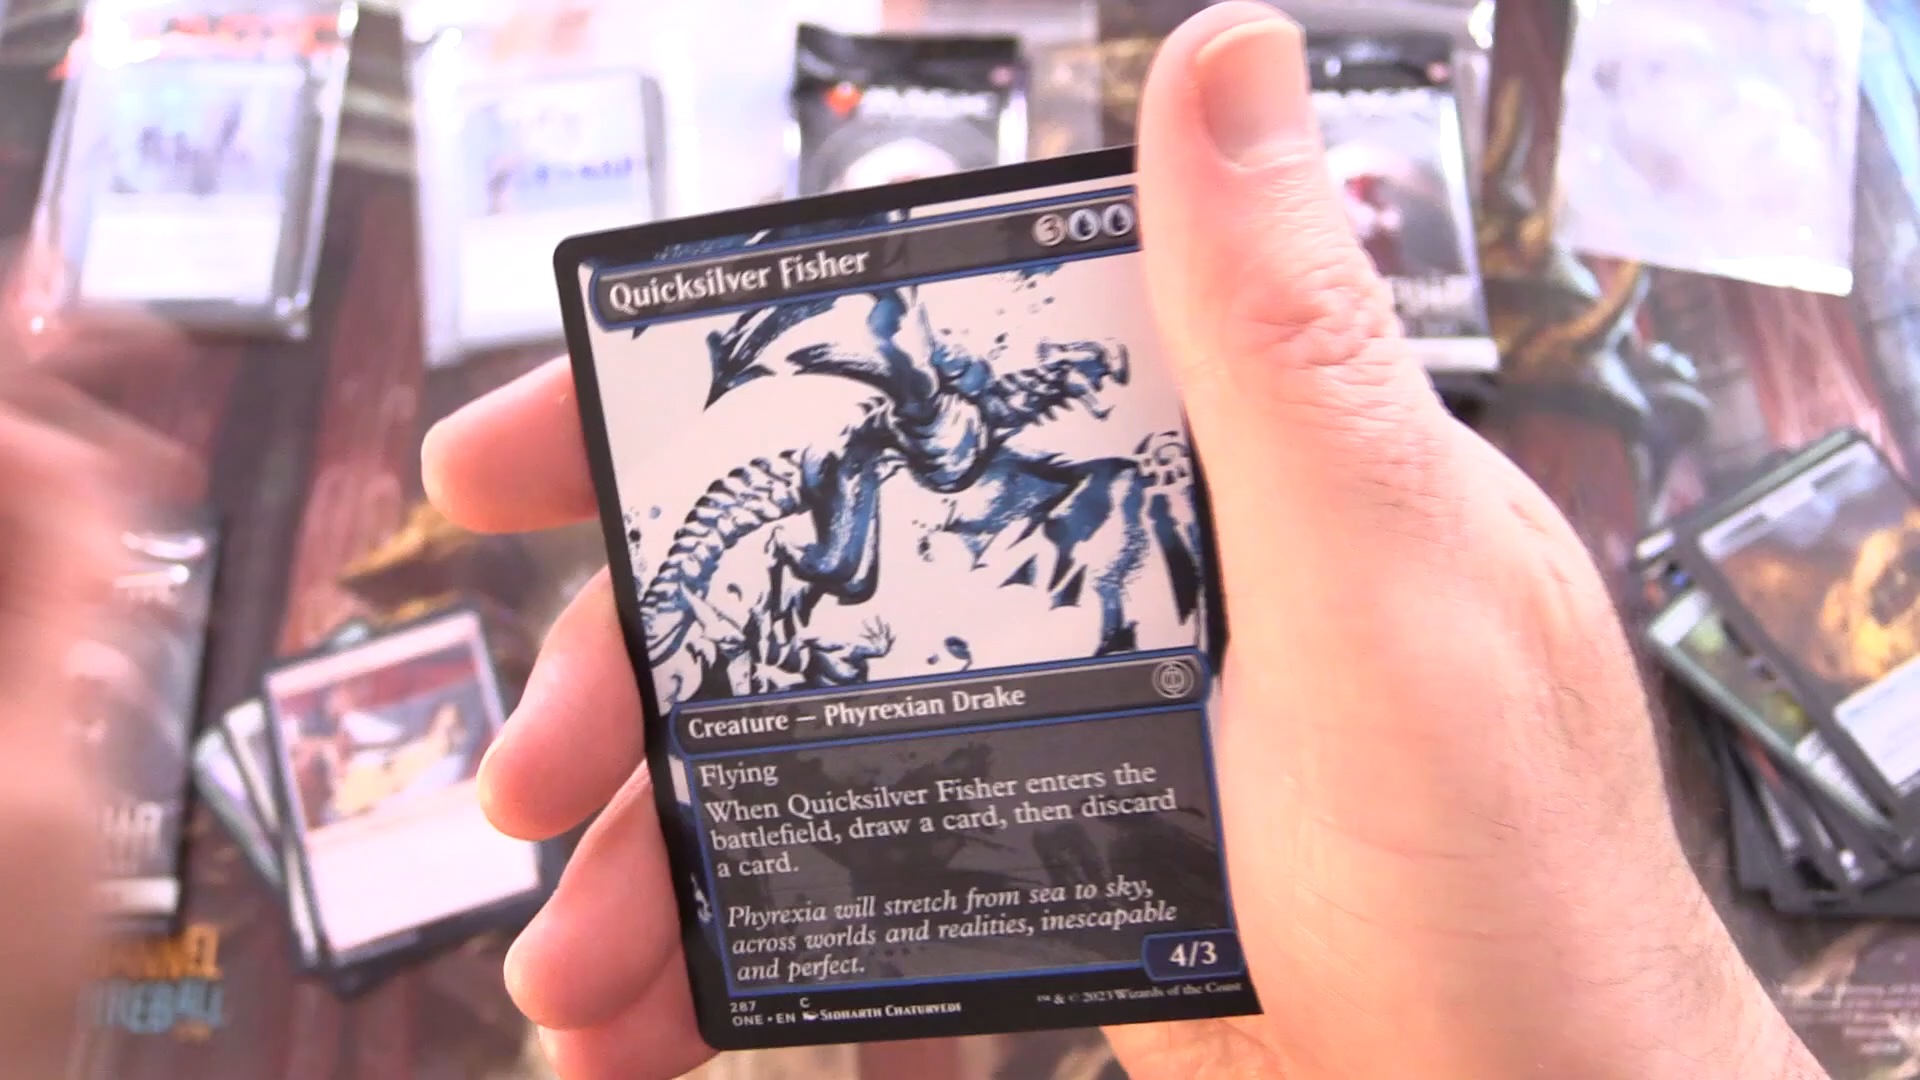 Quicksilver Fisher
3
Creature — Phyrexian Drake
Flying
When Quicksilver Fisher enters the
battlefield, draw a card, then discard
a card.
Phyrexia will stretch from sea to sky,
across worlds and realities, inescapable
and perfect.
4/3
287 C
ONE • EN Sidharth Chaturvedi
™ & © 2023 Wizards of the Coast